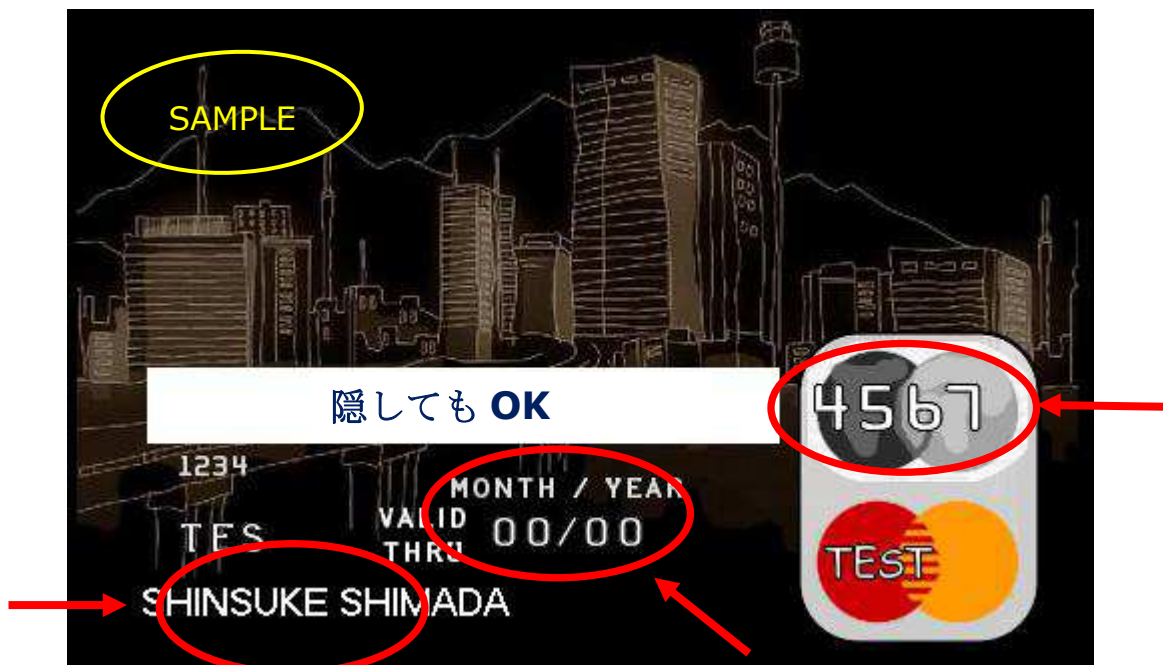 SAMPLE
隠しても OK
4567
1234
MONTH / YEAR
VALID THRU 00/00
TES
TEST
SHINSUKE SHIMADA